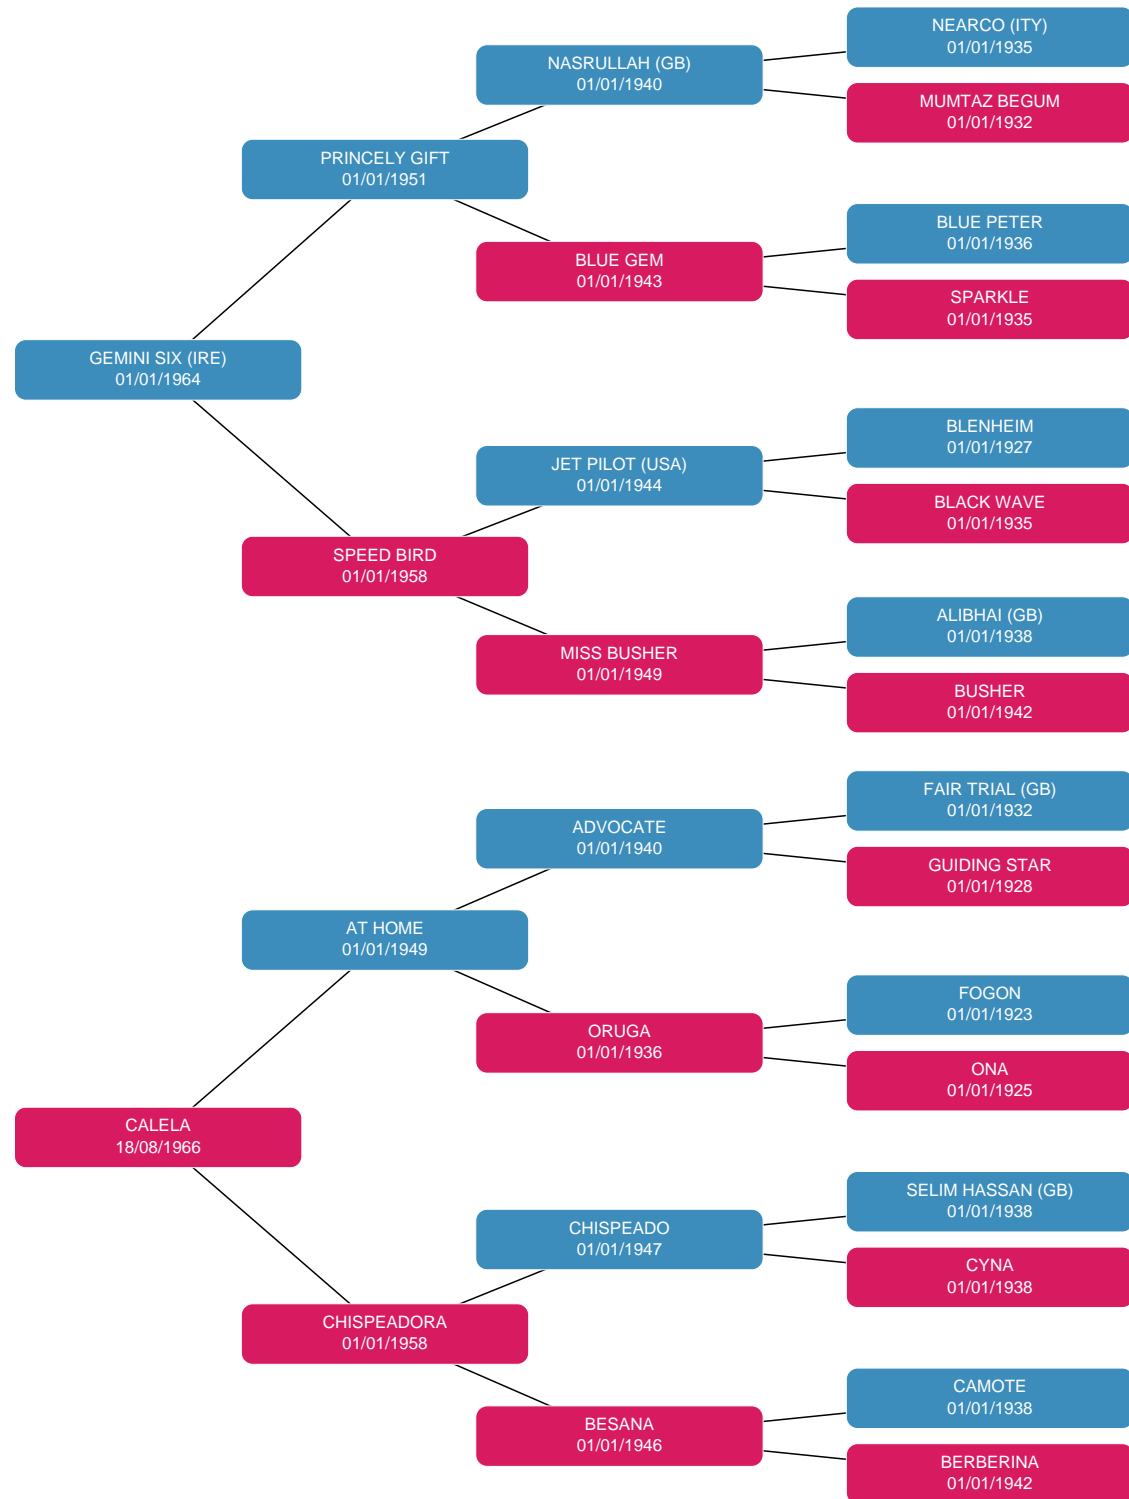 NEARCO (ITY)
01/01/1935
NASRULLAH (GB)
01/01/1940
MUMTAZ BEGUM
01/01/1932
PRINCELY GIFT
01/01/1951
BLUE PETER
01/01/1936
BLUE GEM
01/01/1943
SPARKLE
01/01/1935
GEMINI SIX (IRE)
01/01/1964
BLENHEIM
01/01/1927
JET PILOT (USA)
01/01/1944
BLACK WAVE
01/01/1935
SPEED BIRD
01/01/1958
ALIBHAI (GB)
01/01/1938
MISS BUSHER
01/01/1949
BUSHER
01/01/1942
FAIR TRIAL (GB)
01/01/1932
ADVOCATE
01/01/1940
GUIDING STAR
01/01/1928
AT HOME
01/01/1949
FOGON
01/01/1923
ORUGA
01/01/1936
ONA
01/01/1925
CALELA
18/08/1966
SELIM HASSAN (GB)
01/01/1938
CHISPEADO
01/01/1947
CYNA
01/01/1938
CHISPEADORA
01/01/1958
CAMOTE
01/01/1938
BESANA
01/01/1946
BERBERINA
01/01/1942